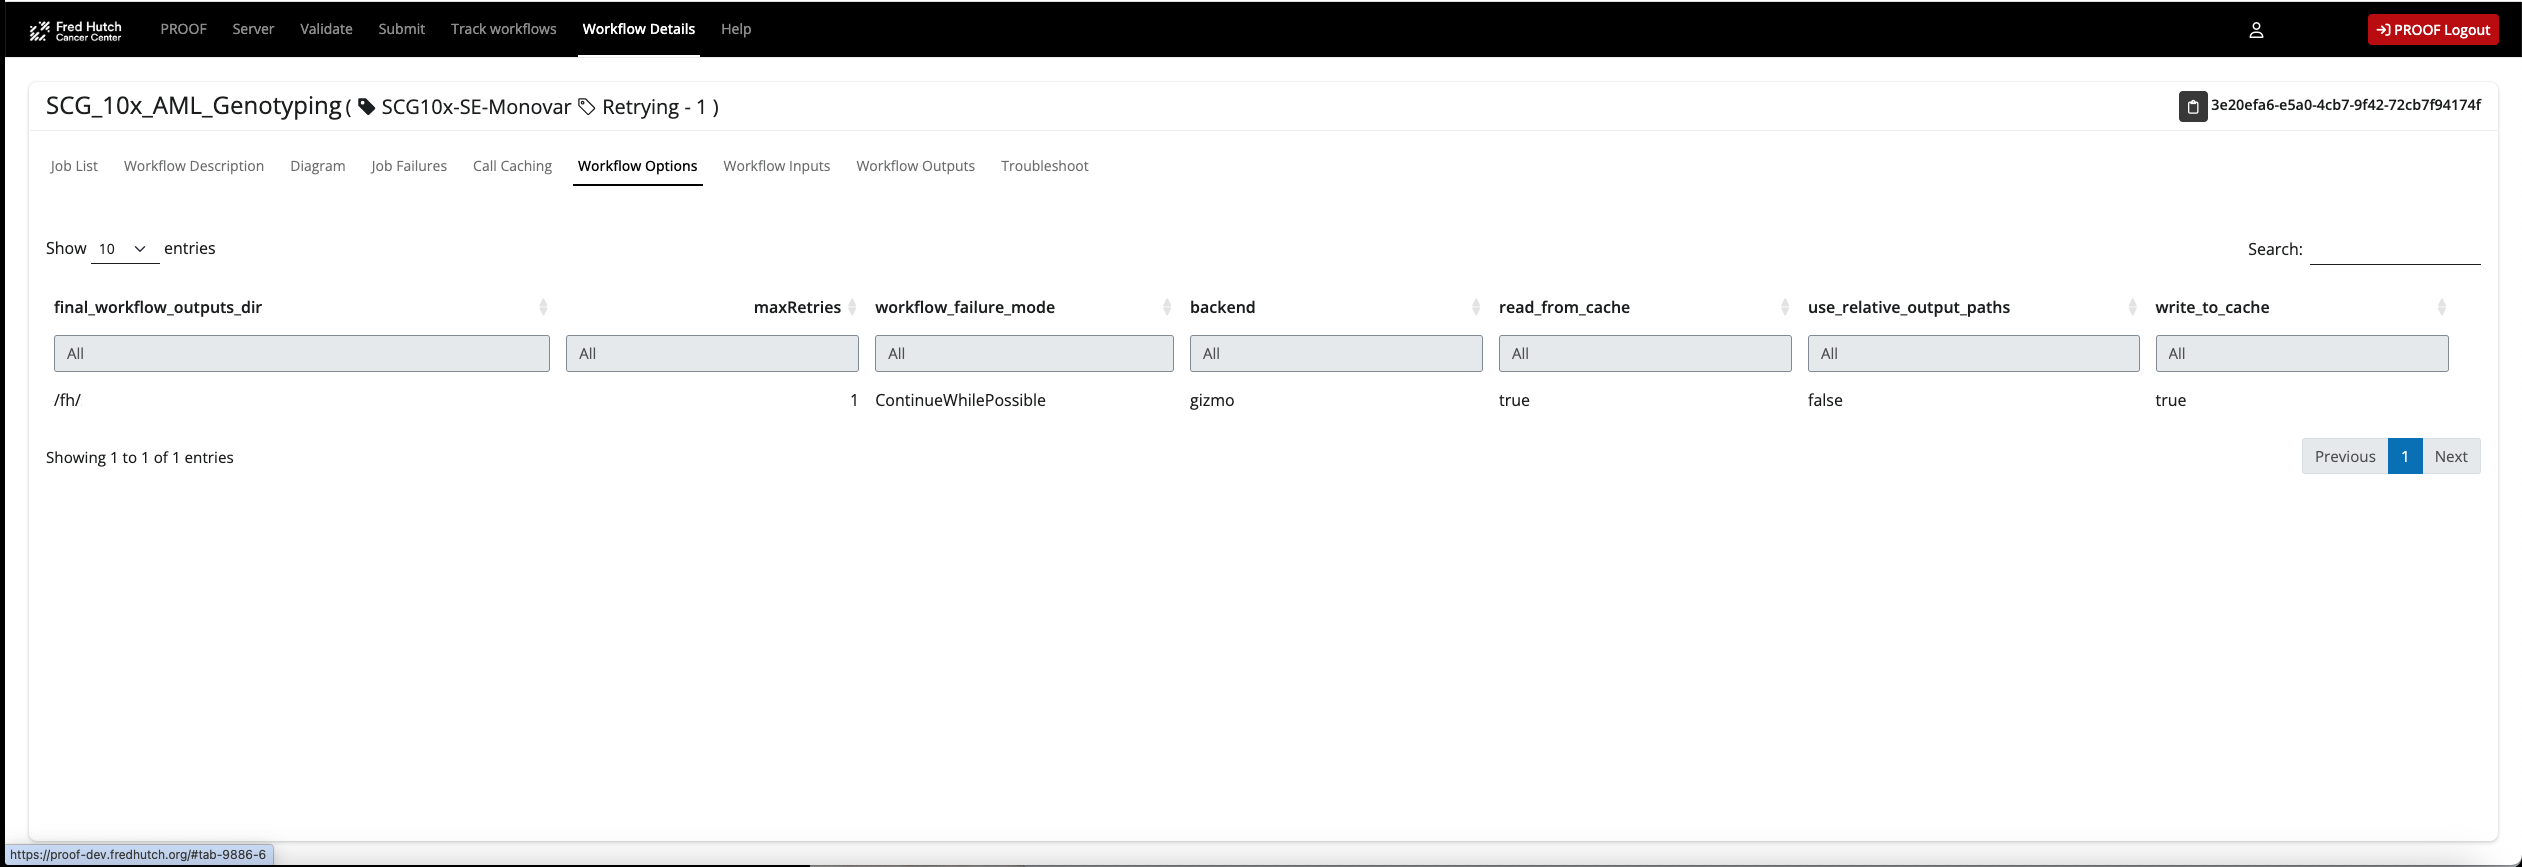 Fred Hutch
Cancer Center
PROOF Server Validate Submit Track workflows Workflow Details Help
PROOF Logout
SCG_10x_AML_Genotyping ( SCG10x-SE-Monovar Retrying - 1 )
3e20efa6-e5a0-4cb7-9f42-72cb7f94174f
Job List Workflow Description Diagram Job Failures Call Caching Workflow Options Workflow Inputs Workflow Outputs Troubleshoot
Show 10 entries
Search:
final_workflow_outputs_dir maxRetries workflow_failure_mode backend read_from_cache use_relative_output_paths write_to_cache
All All All All All All All
/fh/ 1 ContinueWhilePossible gizmo true false true
Showing 1 to 1 of 1 entries
Previous 1 Next
https://proof-dev.fredhutch.org/#tab-9886-6